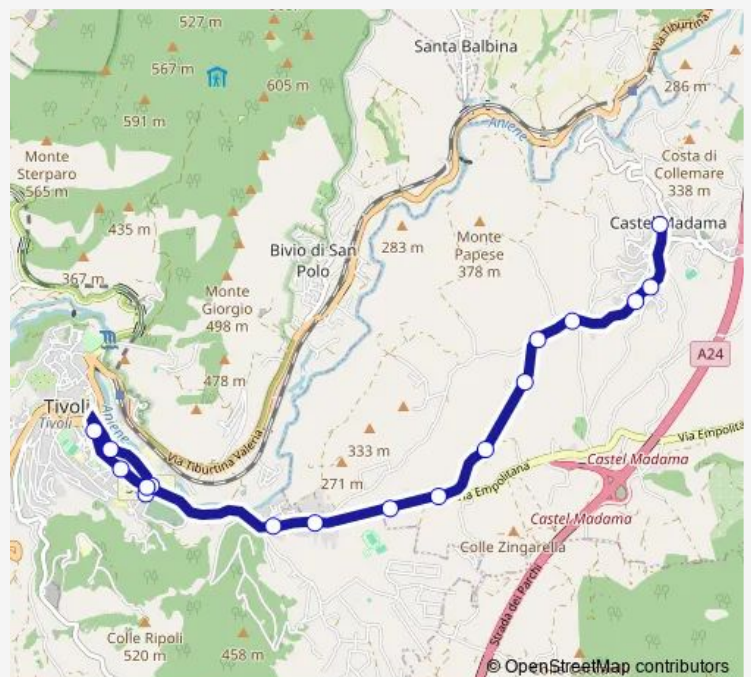 527 m
567 m
605 m
591 m
Santa Balbina
Via Tiburtina
286 m
Aniene
Monte
Sterparo
565 m
Costa di
Collemare
338 m
435 m
Castel Madama
283 m
Monte
Papese
378 m
Bivio di San
Polo
367 m
Monte
Giorgio
498 m
A24
478 m
Tivoli
Tivoli
Aniene
333 m
Via Tiburtina Valeria
271 m
Via Empolita
Castel Madama
Via Empolitana
Castel Madama
Colle Zingarella
Strada dei Parchi
Colle Ripoli
520 m
458 m
© OpenStreetMap contributors